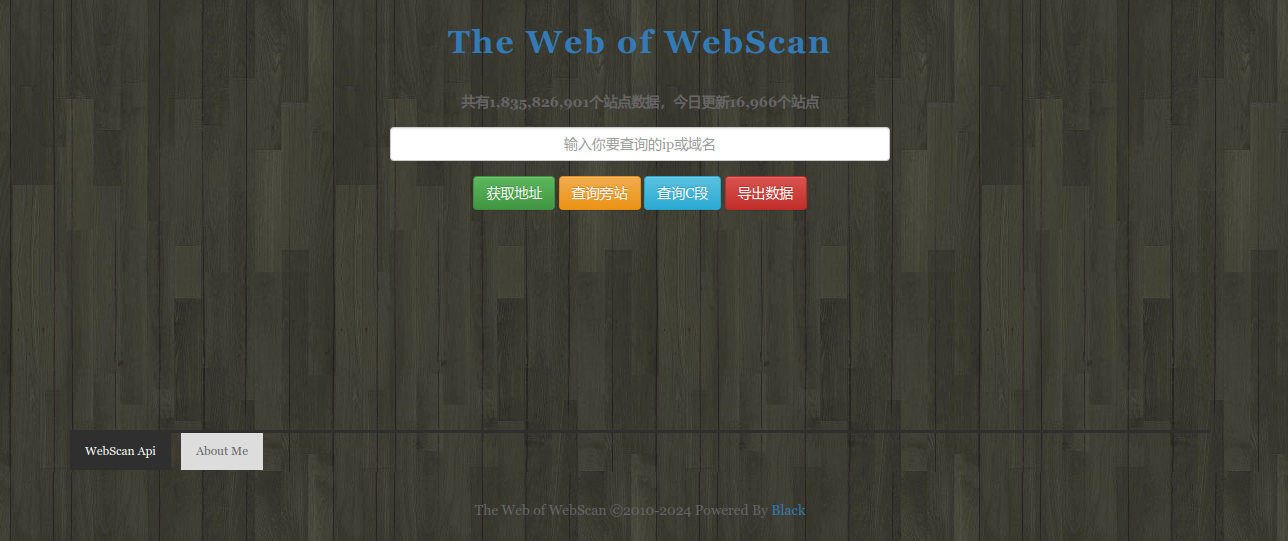 The Web of WebScan
共有1,835,826,901个站点数据，今日更新16,966个站点
输入你要查询的ip或域名
获取地址 查询旁站 查询C段 导出数据
WebScan Api About Me
The Web of WebScan ©2010-2024 Powered By Black